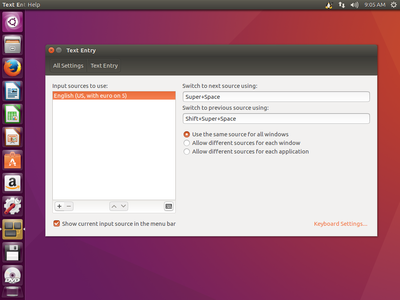 Text En Help
9:05 AM
Text Entry
All Settings Text Entry
Input sources to use:
English (US, with euro on 5)
Switch to next source using:
Super+Space
Switch to previous source using:
Shift+Super+Space
Use the same source for all windows
Allow different sources for each window
Allow different sources for each application
Show current input source in the menu bar
Keyboard Settings...